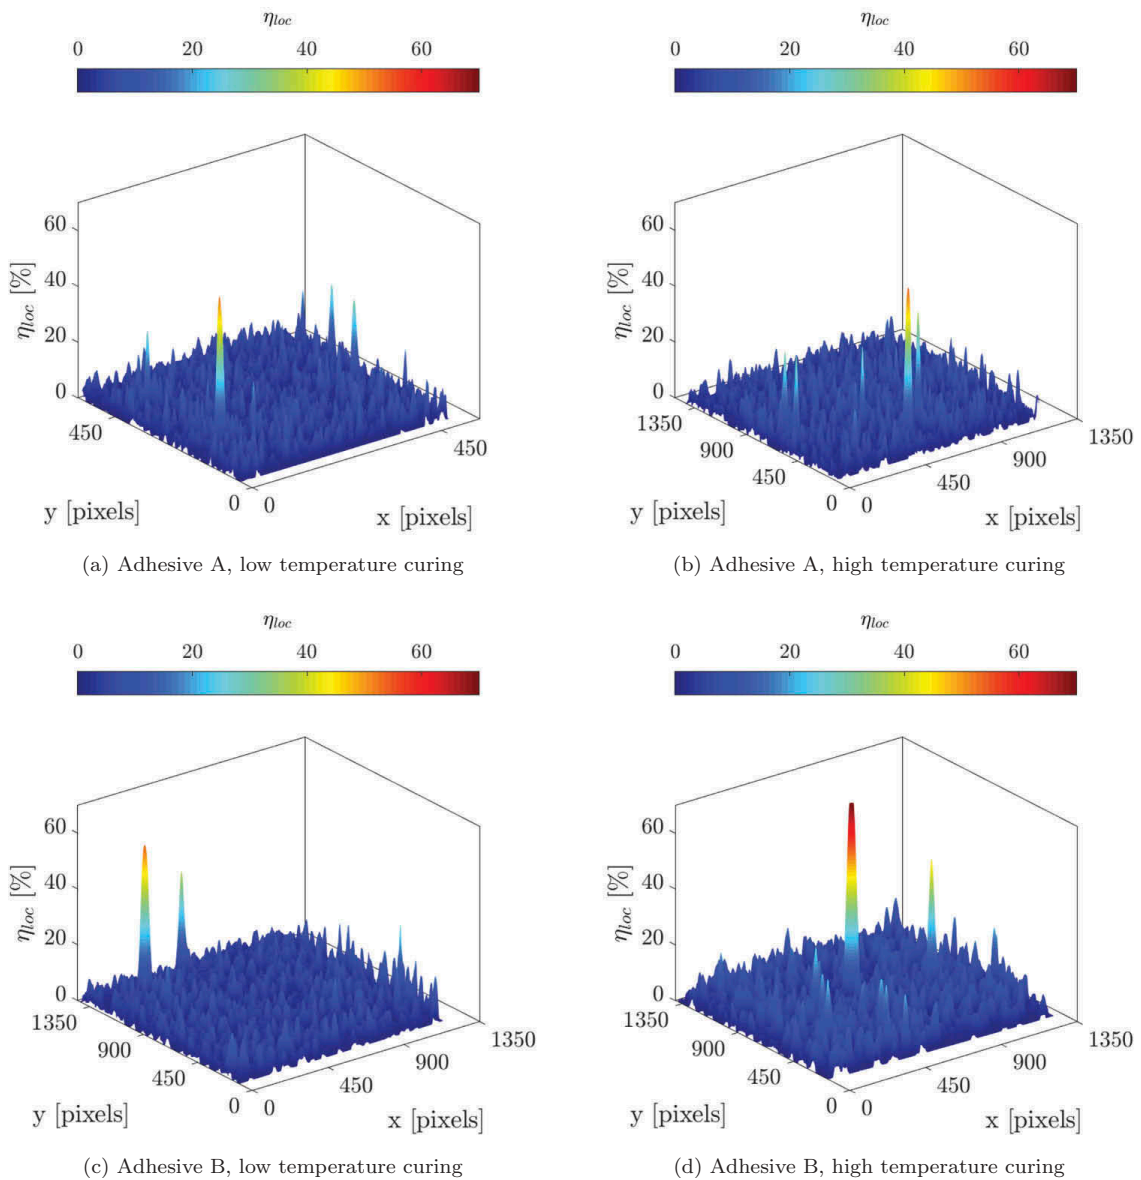 η_loc
0 20 40 60
η_loc
0 20 40 60
60
40
20
0
η_loc [%]
450
0
0
450
y [pixels]
x [pixels]
60
40
20
0
η_loc [%]
1350
900
450
0
0
450
900
1350
y [pixels]
x [pixels]
(a) Adhesive A, low temperature curing
(b) Adhesive A, high temperature curing
η_loc
0 20 40 60
η_loc
0 20 40 60
60
40
20
0
η_loc [%]
1350
900
450
0
0
450
900
1350
y [pixels]
x [pixels]
60
40
20
0
η_loc [%]
1350
900
450
0
0
450
900
1350
y [pixels]
x [pixels]
(c) Adhesive B, low temperature curing
(d) Adhesive B, high temperature curing